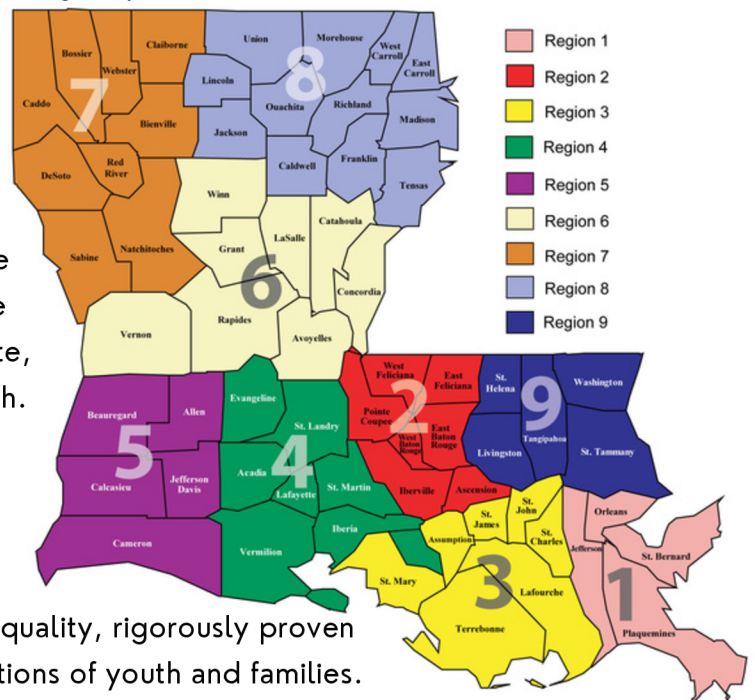 e
e
te,
h.
Region 1
Region 2
Region 3
Region 4
Region 5
Region 6
Region 7
Region 8
Region 9
7
Caddo
Bossier
Webster
Claiborne
Bienville
DeSoto
Red
River
Sabine
Natchitoches
8
Union
Morehouse
West
Carroll
East
Carroll
Lincoln
Ouachita
Richland
Madison
Jackson
Caldwell
Franklin
Tensas
6
Winn
Grant
LaSalle
Catahoula
Concordia
Vernon
Rapides
Avoyelles
5
Beauregard
Allen
Calcasieu
Jefferson
Davis
Cameron
4
Evangeline
St. Landry
Acadia
Lafayette
St. Martin
Iberia
Vermilion
2
West
Feliciana
East
Feliciana
Pointe
Coupee
West
Baton
Rouge
East
Baton
Rouge
Iberville
Ascension
9
St.
Helena
Washington
Tangipahoa
Livingston
St. Tammany
3
St.
James
St.
John
St.
Charles
Assumption
St. Mary
Lafourche
Terrebonne
1
Orleans
Jefferson
St. Bernard
Plaquemines
quality, rigorously proven
tions of youth and families.